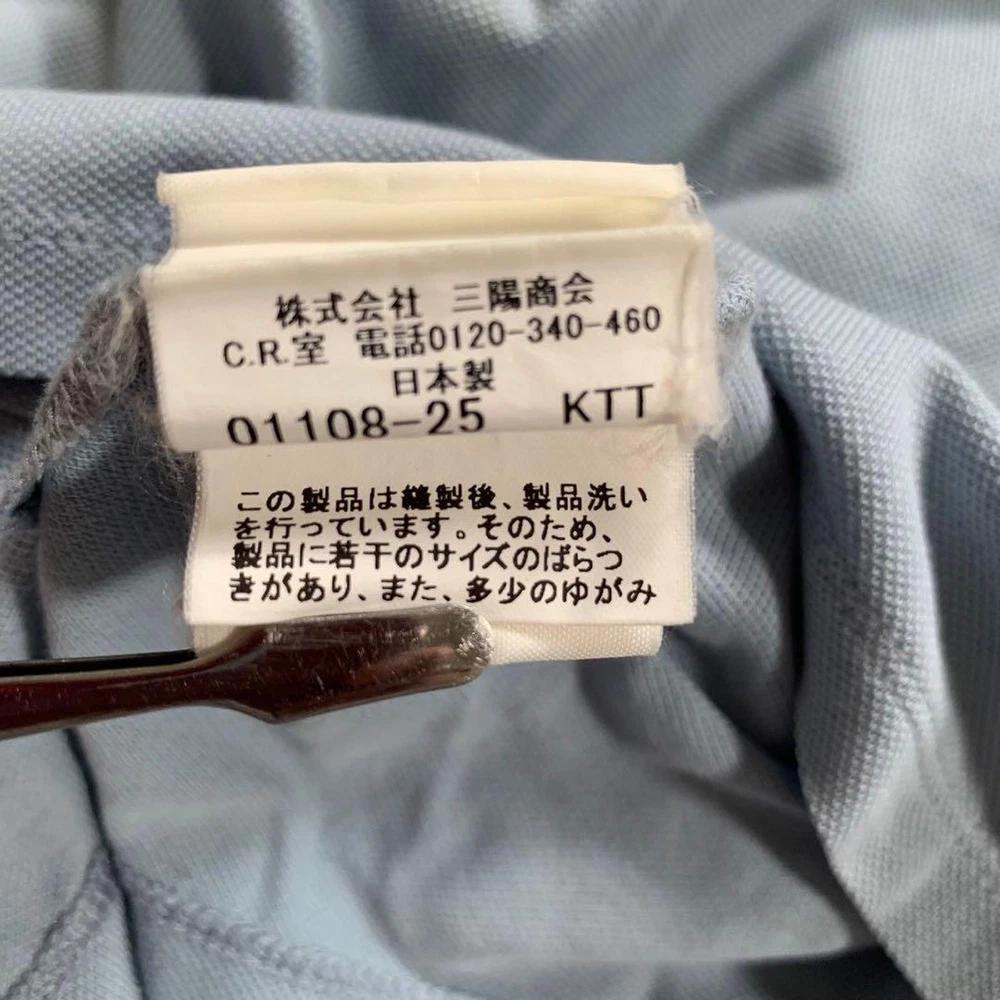 株式会社 三陽商会
C.R.室 電話0120-340-460
日本製
01108-25 KTT
この製品は縫製後、製品洗い
を行っています。そのため、
製品に若干のサイズのばらつ
きがあり、また、多少のゆがみ